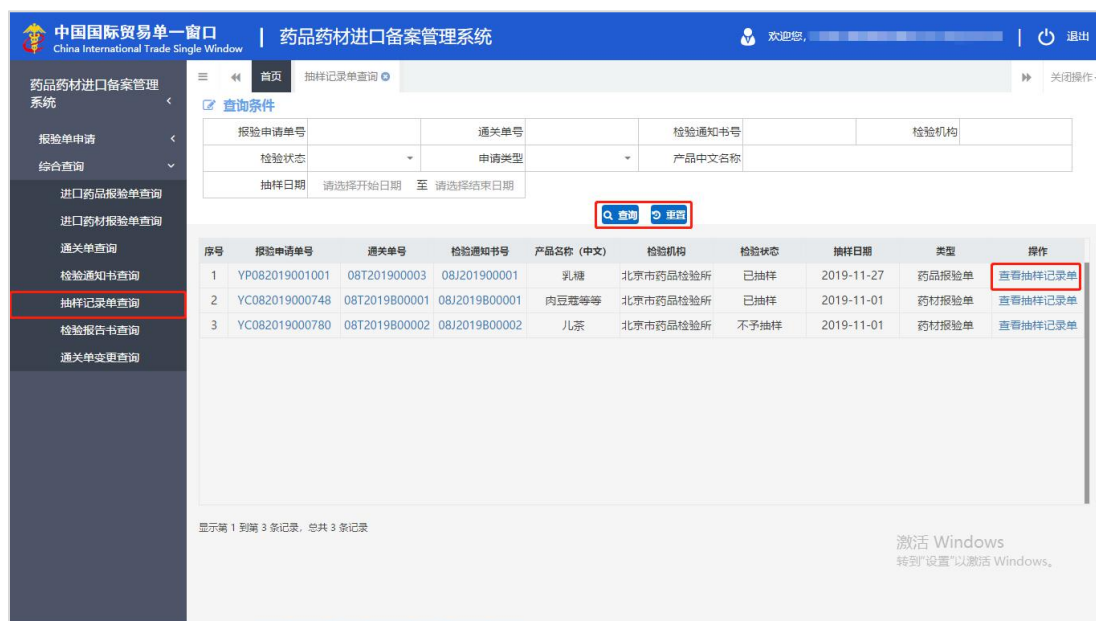 中国国际贸易单一窗口 | 药品药材进口备案管理系统 欢迎您, | 退出
China International Trade Single Window
药品药材进口备案管理系统
首页 抽样记录单查询 关闭操作
查询条件
报验单申请
综合查询
进口药品报验单查询
进口药材报验单查询
通关单查询
检验通知书查询
抽样记录单查询
检验报告书查询
通关单变更查询
报验申请单号 通关单号 检验通知书号 检验机构
检验状态 申请类型 产品中文名称
抽样日期 请选择开始日期 至 请选择结束日期
查询 重置
序号 报验申请单号 通关单号 检验通知书号 产品名称（中文） 检验机构 检验状态 抽样日期 类型 操作
1 YP082019001001 08T201900003 08J201900001 乳糖 北京市药品检验所 已抽样 2019-11-27 药品报验单 查看抽样记录单
2 YC082019000748 08T2019B00001 08J2019B00001 肉豆蔻等等 北京市药品检验所 已抽样 2019-11-01 药材报验单 查看抽样记录单
3 YC082019000780 08T2019B00002 08J2019B00002 儿茶 北京市药品检验所 不予抽样 2019-11-01 药材报验单 查看抽样记录单
显示第 1 到第 3 条记录，总共 3 条记录
激活 Windows
转到"设置"以激活 Windows。